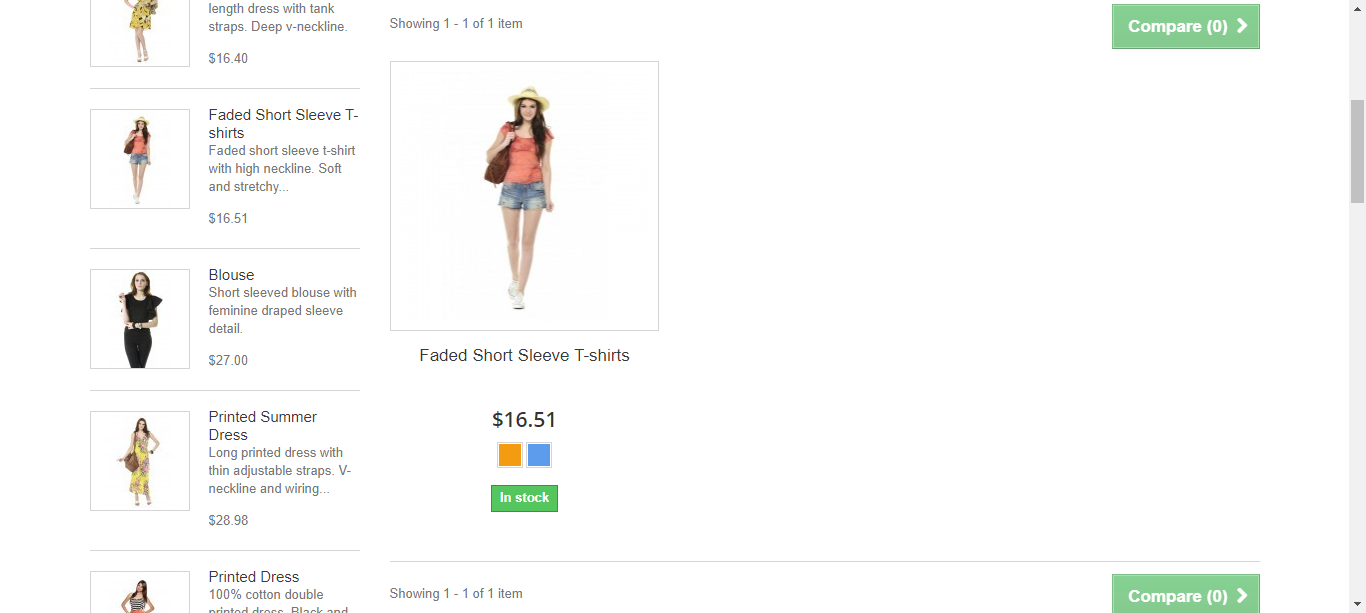 length dress with tank
straps. Deep v-neckline.
$16.40
Faded Short Sleeve T-
shirts
Faded short sleeve t-shirt
with high neckline. Soft
and stretchy...
$16.51
Blouse
Short sleeved blouse with
feminine draped sleeve
detail.
$27.00
Printed Summer
Dress
Long printed dress with
thin adjustable straps. V-
neckline and wiring...
$28.98
Printed Dress
100% cotton double
printed dress. Black and
Showing 1 - 1 of 1 item
Compare (0)
Faded Short Sleeve T-shirts
$16.51
In stock
Showing 1 - 1 of 1 item
Compare (0)